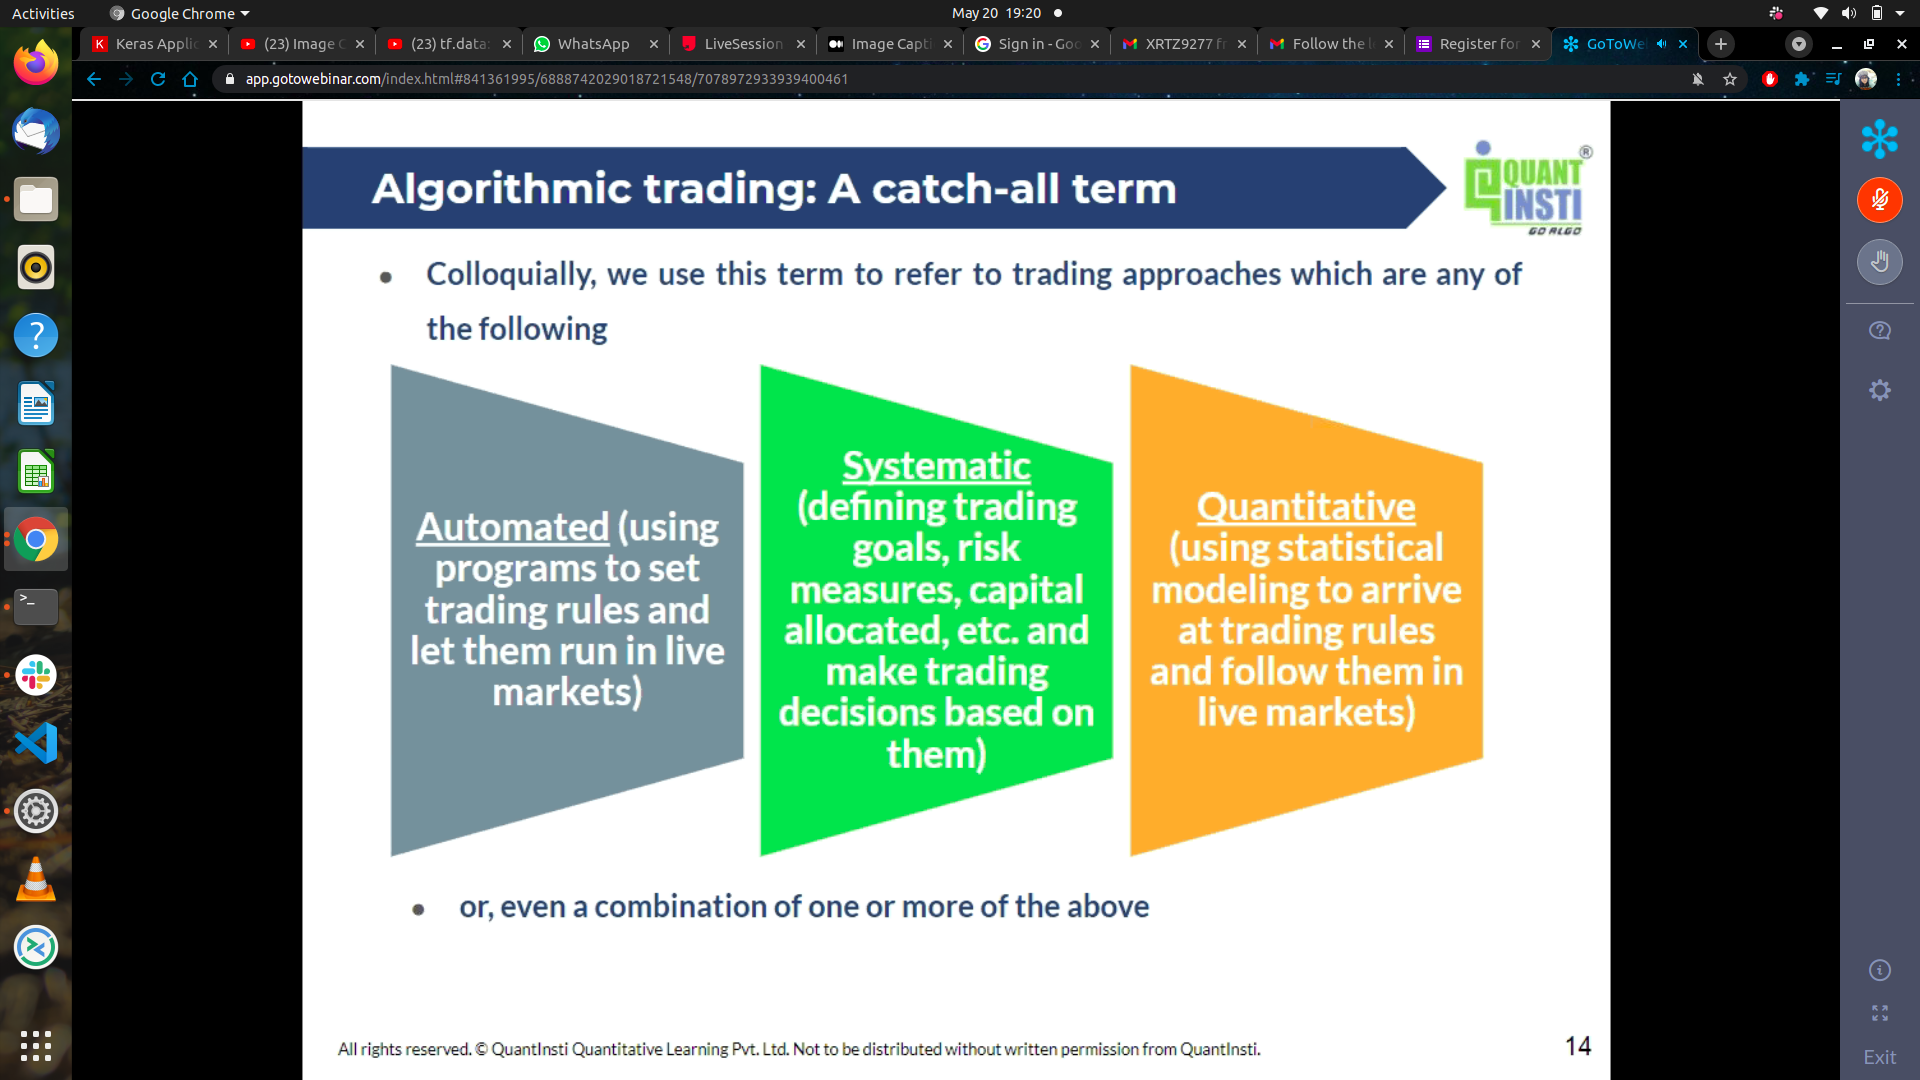 Activities
Google Chrome
May 20 19:20
Keras Applic
(23) Image C
(23) tf.data:
WhatsApp
LiveSession
Image Capti
Sign in - Goo
XRTZ9277 fr
Follow the l
Register for
GoToWe
app.gotowebinar.com/index.html#841361995/6888742029018721548/7078972933939400461
Algorithmic trading: A catch-all term
QUANT
INSTI
GO ALGO
®
• Colloquially, we use this term to refer to trading approaches which are any of
the following
Automated (using
programs to set
trading rules and
let them run in live
markets)
Systematic
(defining trading
goals, risk
measures, capital
allocated, etc. and
make trading
decisions based on
them)
Quantitative
(using statistical
modeling to arrive
at trading rules
and follow them in
live markets)
• or, even a combination of one or more of the above
All rights reserved. © QuantInsti Quantitative Learning Pvt. Ltd. Not to be distributed without written permission from QuantInsti.
14
Exit